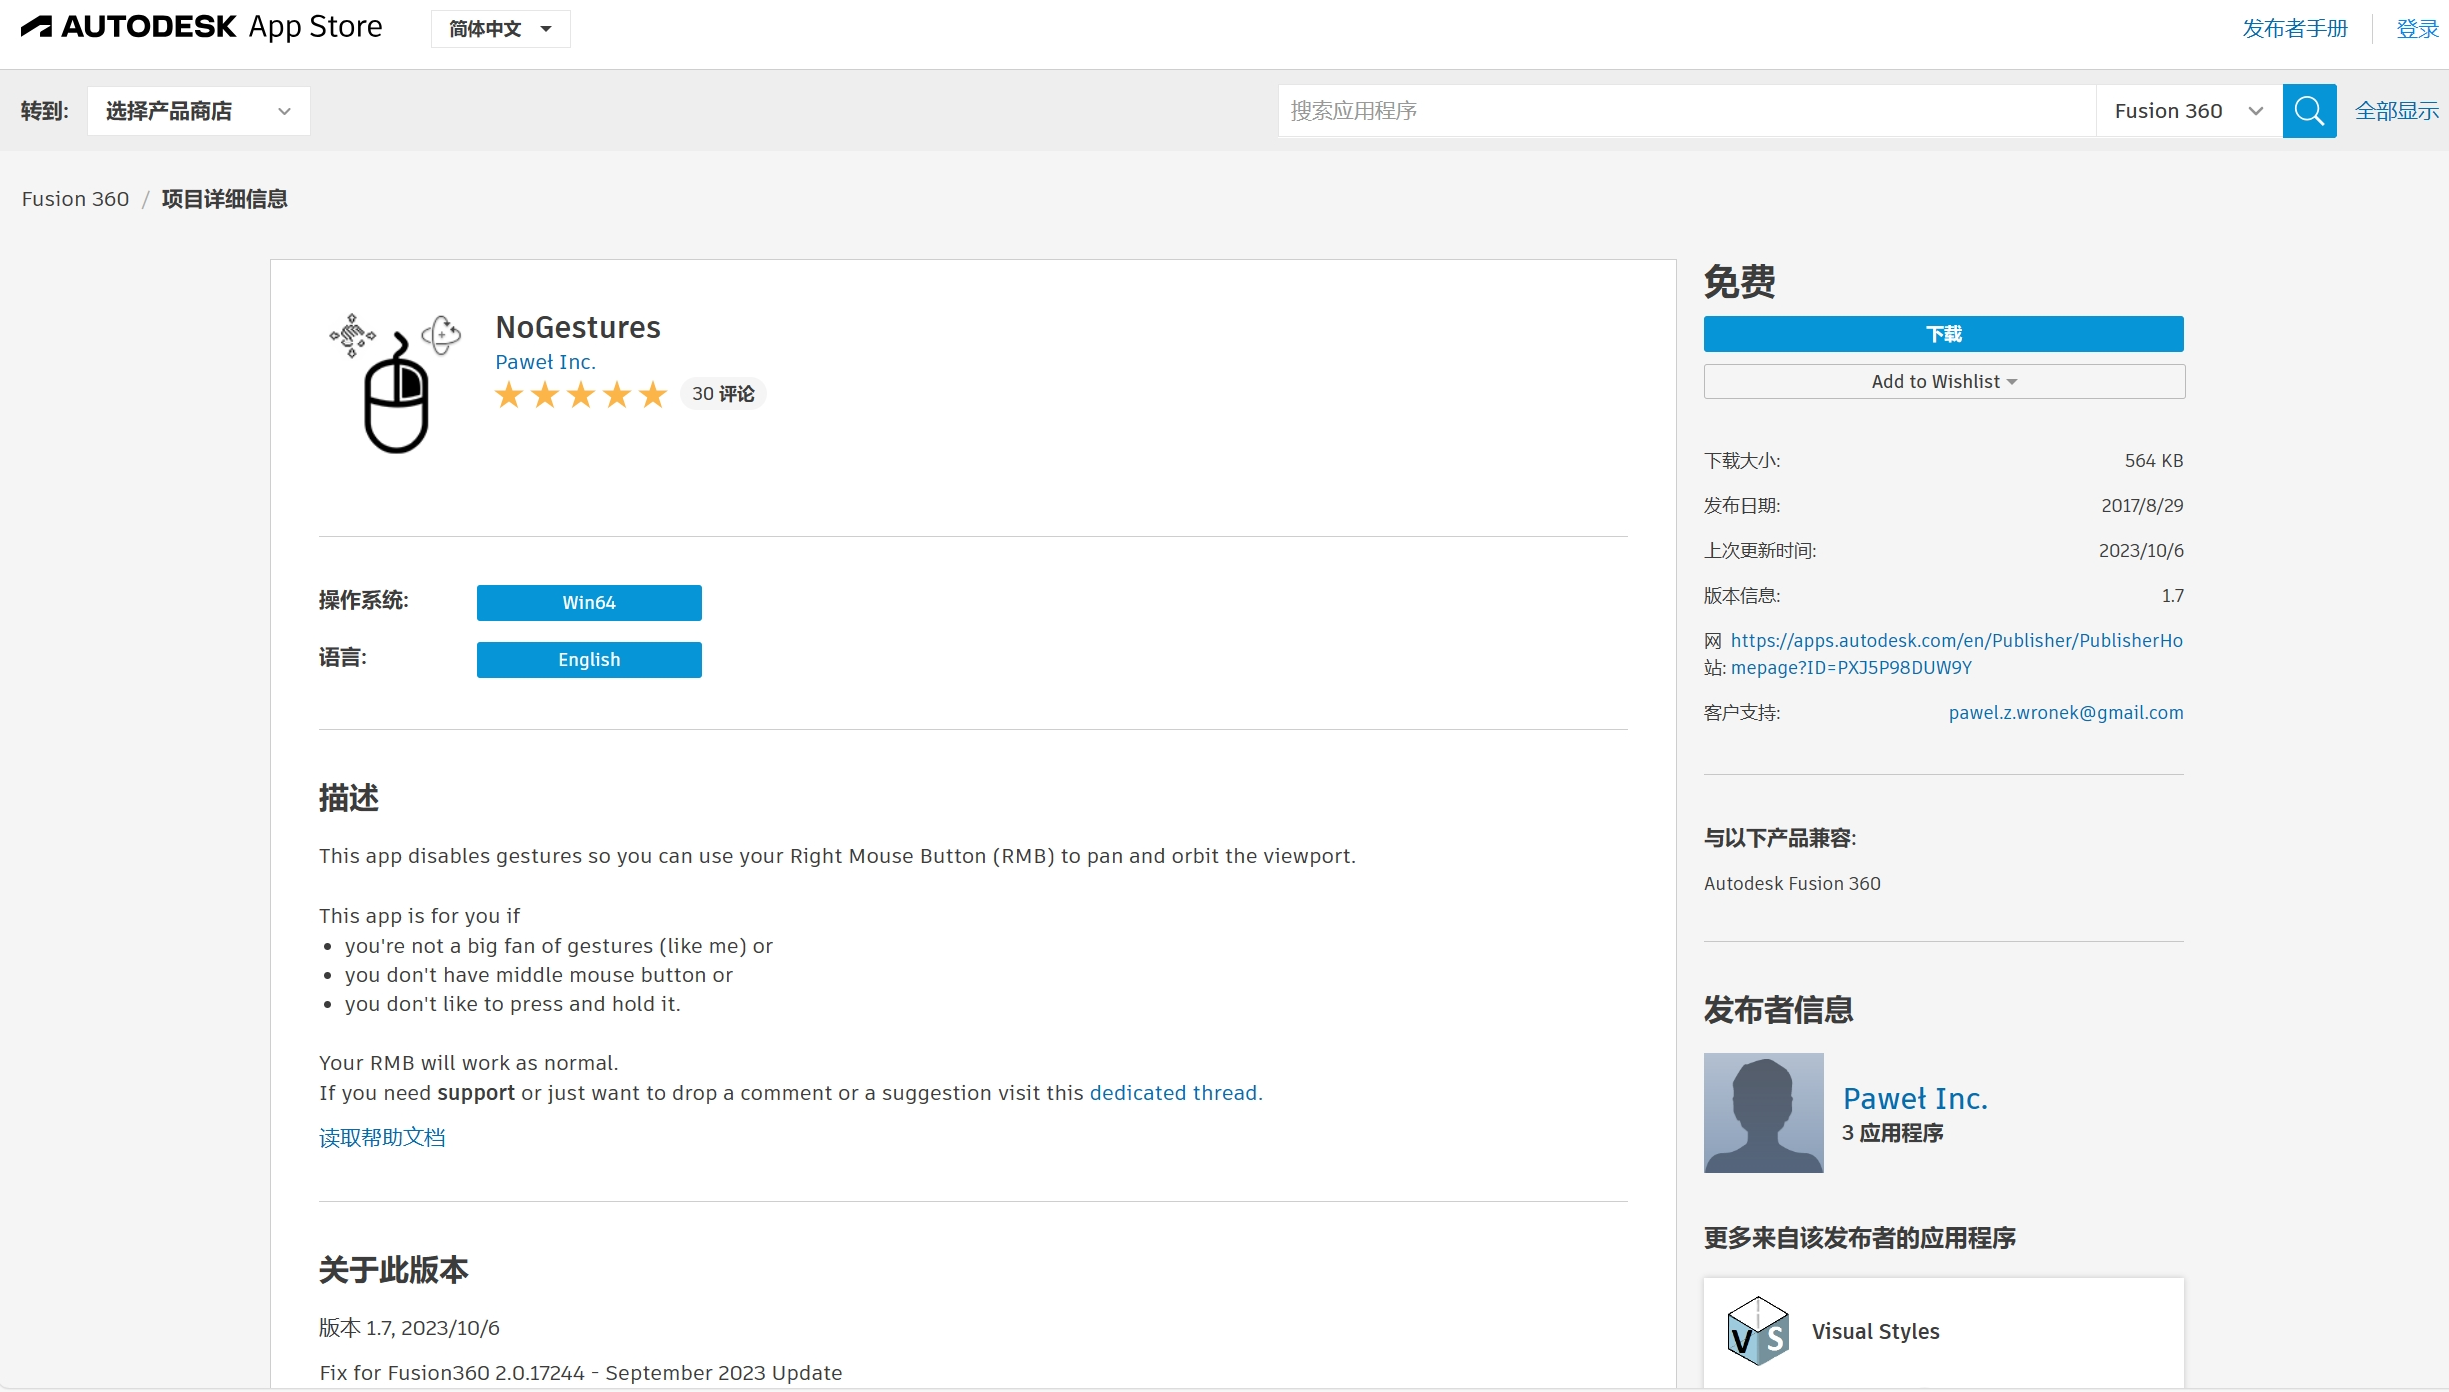 AUTODESK App Store
简体中文
发布者手册
登录
转到:
选择产品商店
搜索应用程序
Fusion 360
全部显示
Fusion 360 / 项目详细信息
NoGestures
Paweł Inc.
30 评论
操作系统:
Win64
语言:
English
描述
This app disables gestures so you can use your Right Mouse Button (RMB) to pan and orbit the viewport.
This app is for you if
• you're not a big fan of gestures (like me) or
• you don't have middle mouse button or
• you don't like to press and hold it.
Your RMB will work as normal.
If you need support or just want to drop a comment or a suggestion visit this dedicated thread.
读取帮助文档
关于此版本
版本 1.7, 2023/10/6
Fix for Fusion360 2.0.17244 - September 2023 Update
免费
下载
Add to Wishlist
下载大小: 564 KB
发布日期: 2017/8/29
上次更新时间: 2023/10/6
版本信息: 1.7
网 https://apps.autodesk.com/en/Publisher/PublisherHo
站: mepage?ID=PXJ5P98DUW9Y
客户支持: pawel.z.wronek@gmail.com
与以下产品兼容:
Autodesk Fusion 360
发布者信息
Paweł Inc.
3 应用程序
更多来自该发布者的应用程序
VS
Visual Styles